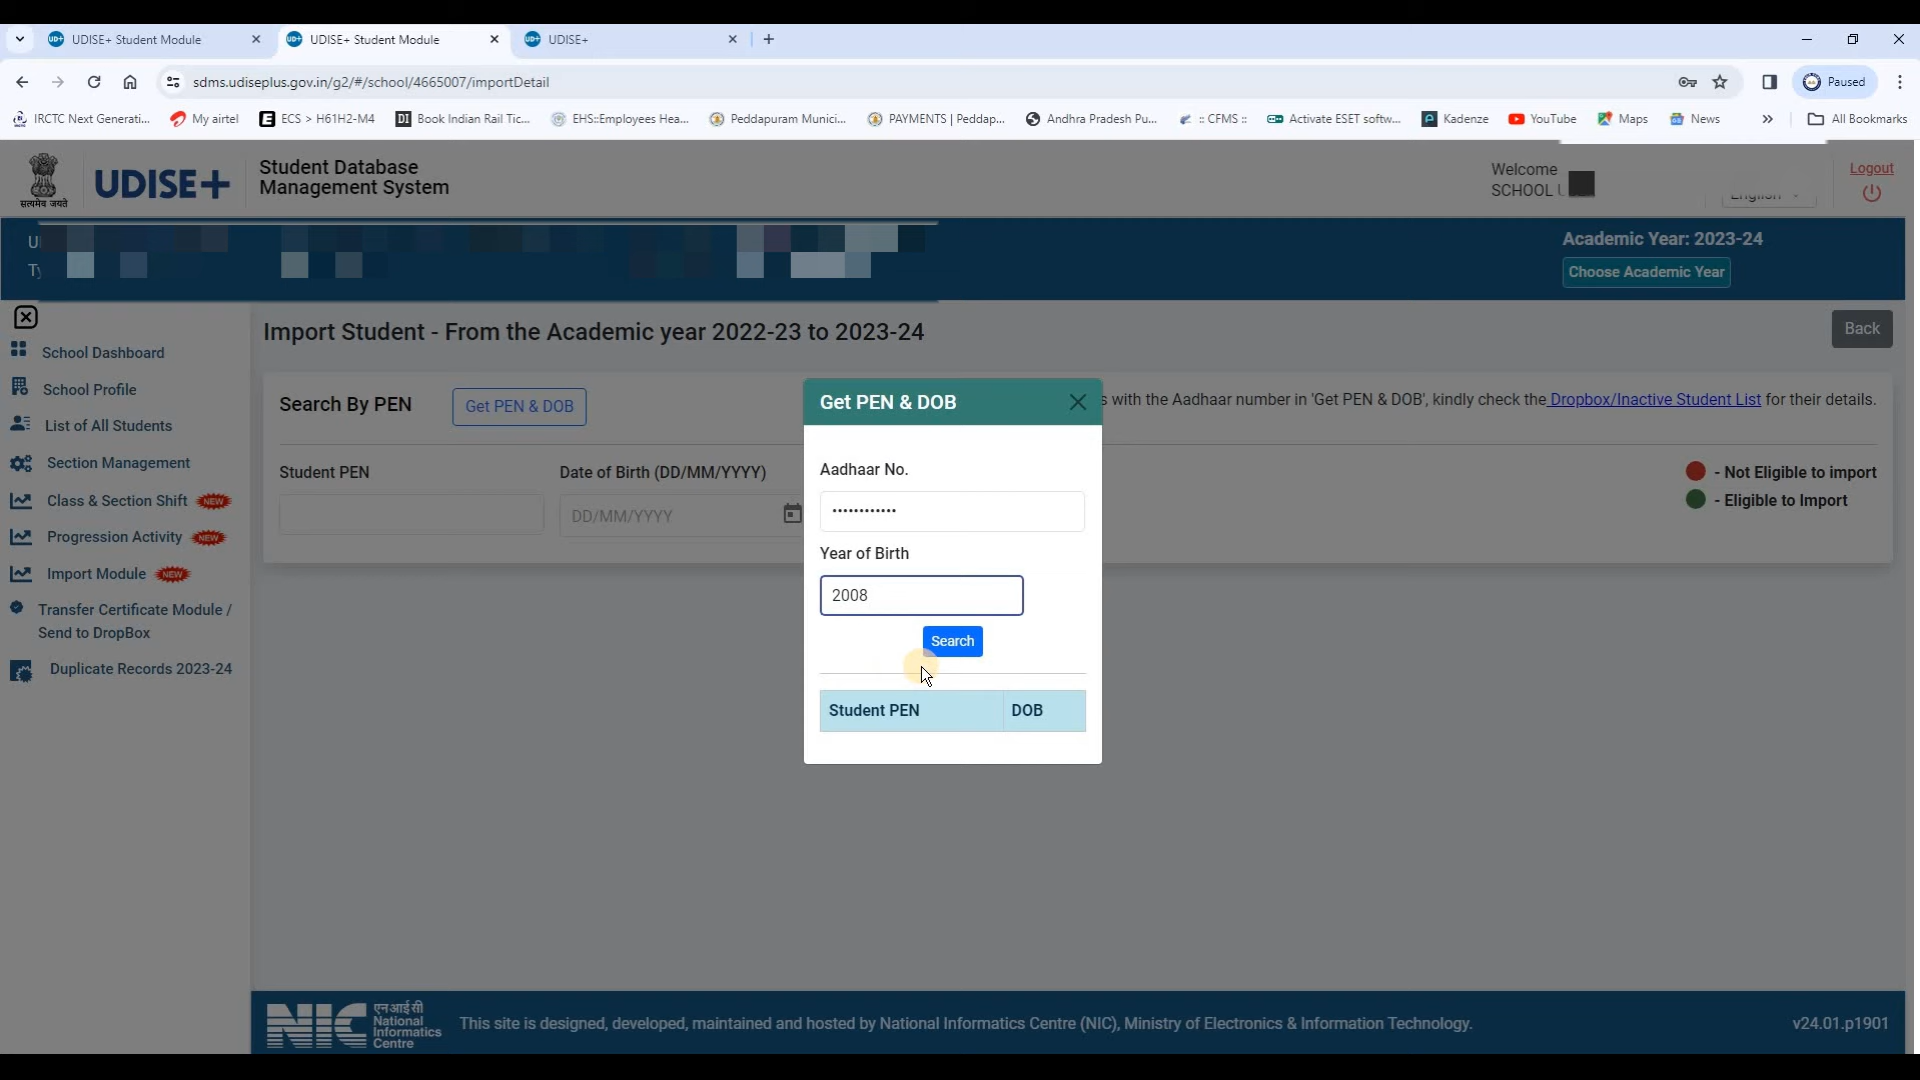 UDISE+ Student Module
UDISE+ Student Module
UDISE+
sdms.udiseplus.gov.in/g2/#/school/4665007/importDetail
Paused
IRCTC Next Generati...
My airtel
ECS > H61H2-M4
Book Indian Rail Tic...
EHS::Employees Hea...
Peddapuram Munici...
PAYMENTS | Peddap...
Andhra Pradesh Pu...
:: CFMS ::
Activate ESET softw...
Kadenze
YouTube
Maps
News
All Bookmarks
सत्यमेव जयते
UDISE+
Student Database
Management System
Welcome
SCHOOL
English
Logout
Academic Year: 2023-24
Choose Academic Year
School Dashboard
School Profile
List of All Students
Section Management
Class & Section Shift NEW
Progression Activity NEW
Import Module NEW
Transfer Certificate Module /
Send to DropBox
Duplicate Records 2023-24
Import Student - From the Academic year 2022-23 to 2023-24
Back
Search By PEN
Get PEN & DOB
s with the Aadhaar number in 'Get PEN & DOB', kindly check the Dropbox/Inactive Student List for their details.
Student PEN
Date of Birth (DD/MM/YYYY)
DD/MM/YYYY
- Not Eligible to import
- Eligible to Import
Get PEN & DOB
Aadhaar No.
••••••••••••
Year of Birth
2008
Search
Student PEN DOB
NIC
एनआईसी
National
Informatics
Centre
This site is designed, developed, maintained and hosted by National Informatics Centre (NIC), Ministry of Electronics & Information Technology.
v24.01.p1901